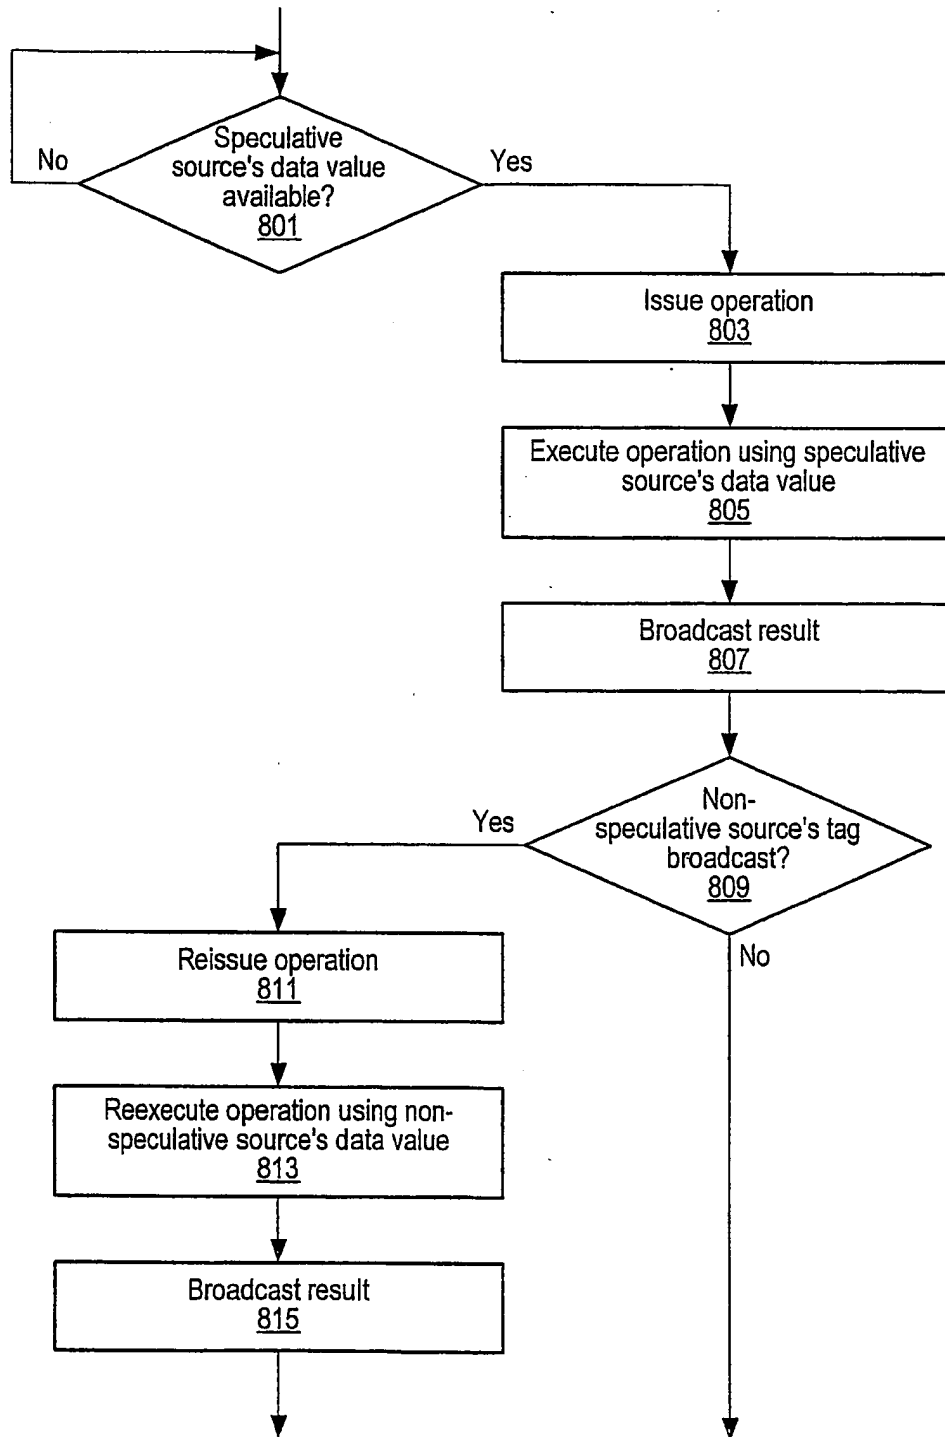 Speculative
source's data value
available?
801
No
Yes
Issue operation
803
Execute operation using speculative
source's data value
805
Broadcast result
807
Non-
speculative source's tag
broadcast?
809
Yes
No
Reissue operation
811
Reexecute operation using non-
speculative source's data value
813
Broadcast result
815